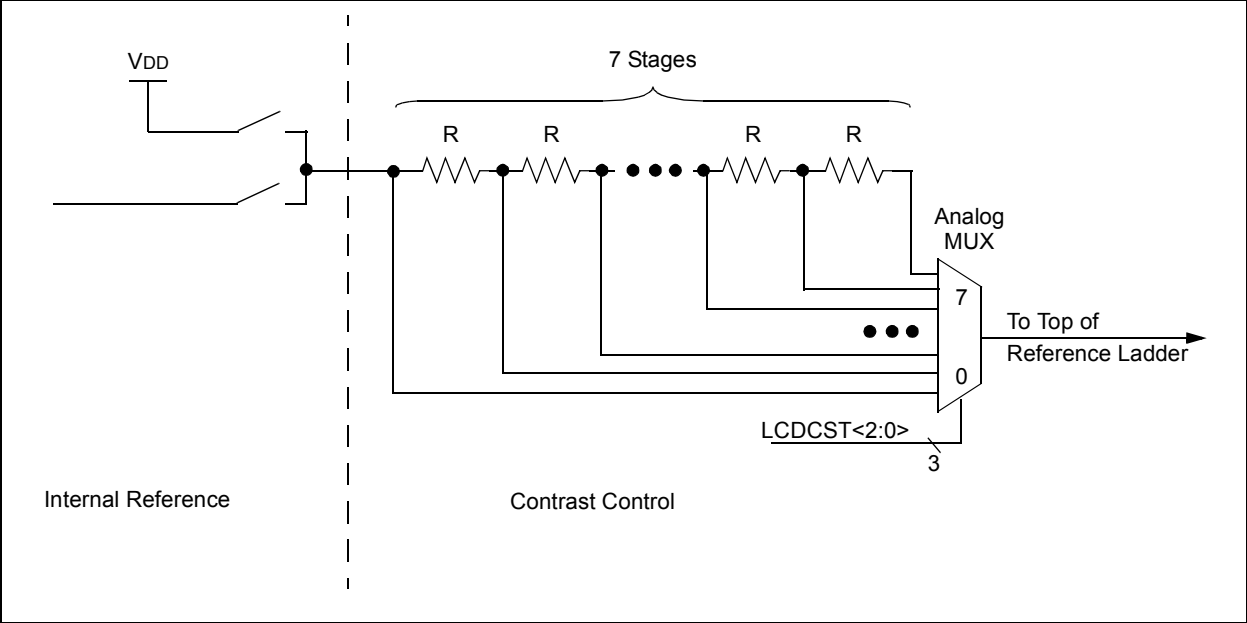 VDD
7 Stages
R
R
R
R
Analog
MUX
7
To Top of
Reference Ladder
0
LCDCST<2:0>
3
Internal Reference
Contrast Control